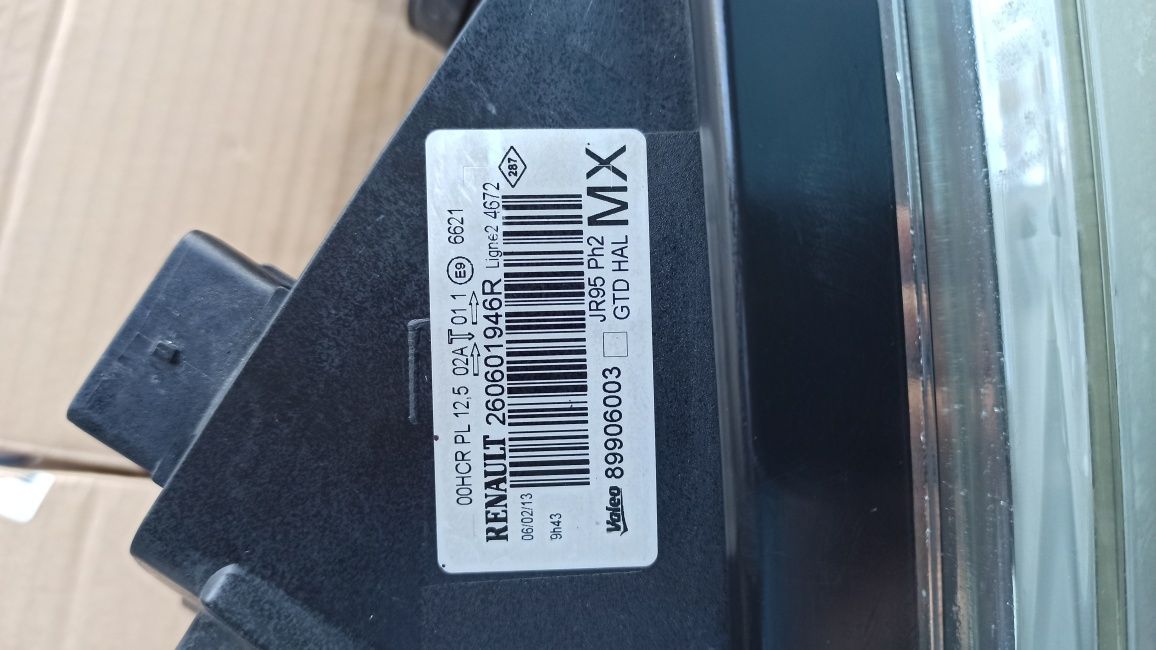 00HCR PL 12,5 02A 01 1 E9 6621
RENAULT 260601946R Ligne2 4672
287
06/02/13
9h43
JR95 Ph2
Valeo 89906003 GTD HAL MX